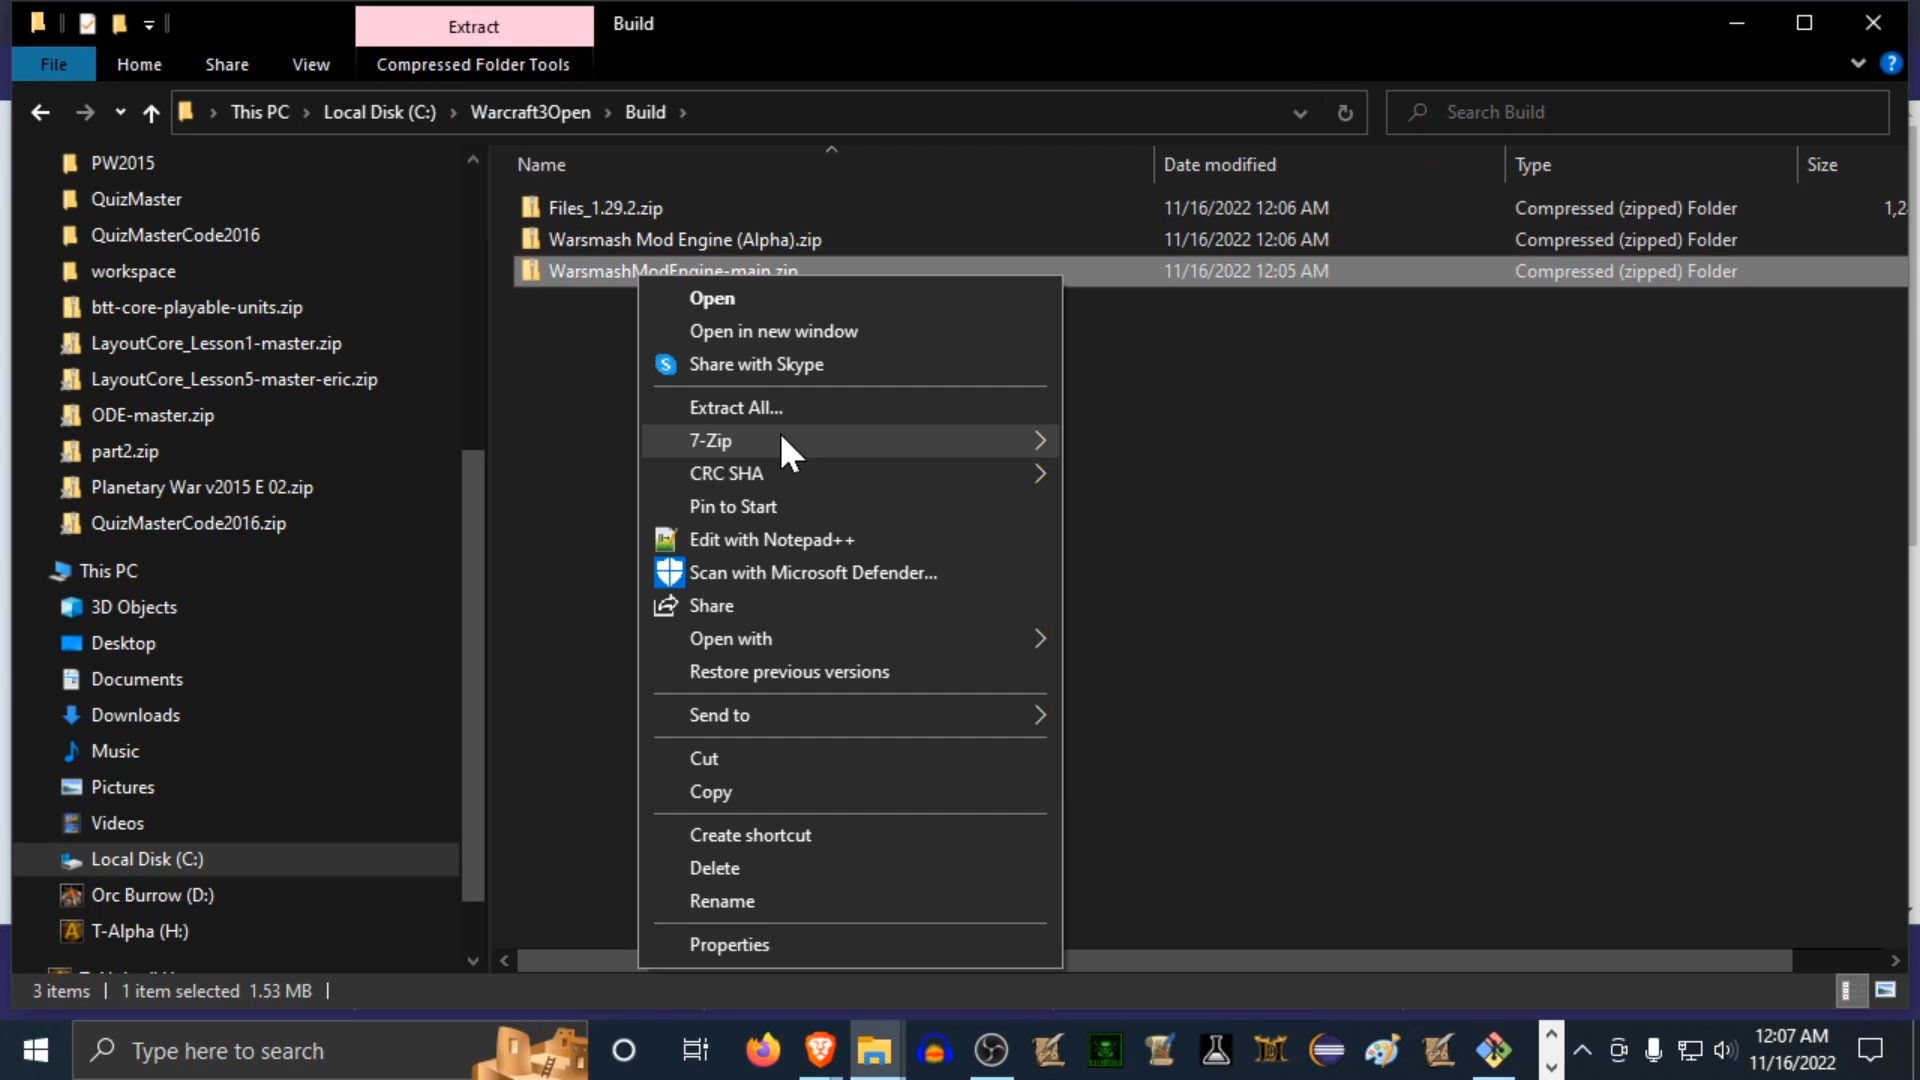 Extract
Build
File
Home
Share
View
Compressed Folder Tools
This PC
Local Disk (C:)
Warcraft3Open
Build
Search Build
PW2015
QuizMaster
QuizMasterCode2016
workspace
btt-core-playable-units.zip
LayoutCore_Lesson1-master.zip
LayoutCore_Lesson5-master-eric.zip
ODE-master.zip
part2.zip
Planetary War v2015 E 02.zip
QuizMasterCode2016.zip
This PC
3D Objects
Desktop
Documents
Downloads
Music
Pictures
Videos
Local Disk (C:)
Orc Burrow (D:)
T-Alpha (H:)
Name Date modified Type Size
Files_1.29.2.zip 11/16/2022 12:06 AM Compressed (zipped) Folder 1,2
Warsmash Mod Engine (Alpha).zip 11/16/2022 12:06 AM Compressed (zipped) Folder
WarsmashModEngine-main.zip 11/16/2022 12:05 AM Compressed (zipped) Folder
Open
Open in new window
Share with Skype
Extract All...
7-Zip
CRC SHA
Pin to Start
Edit with Notepad++
Scan with Microsoft Defender...
Share
Open with
Restore previous versions
Send to
Cut
Copy
Create shortcut
Delete
Rename
Properties
3 items 1 item selected 1.53 MB
Type here to search
12:07 AM
11/16/2022